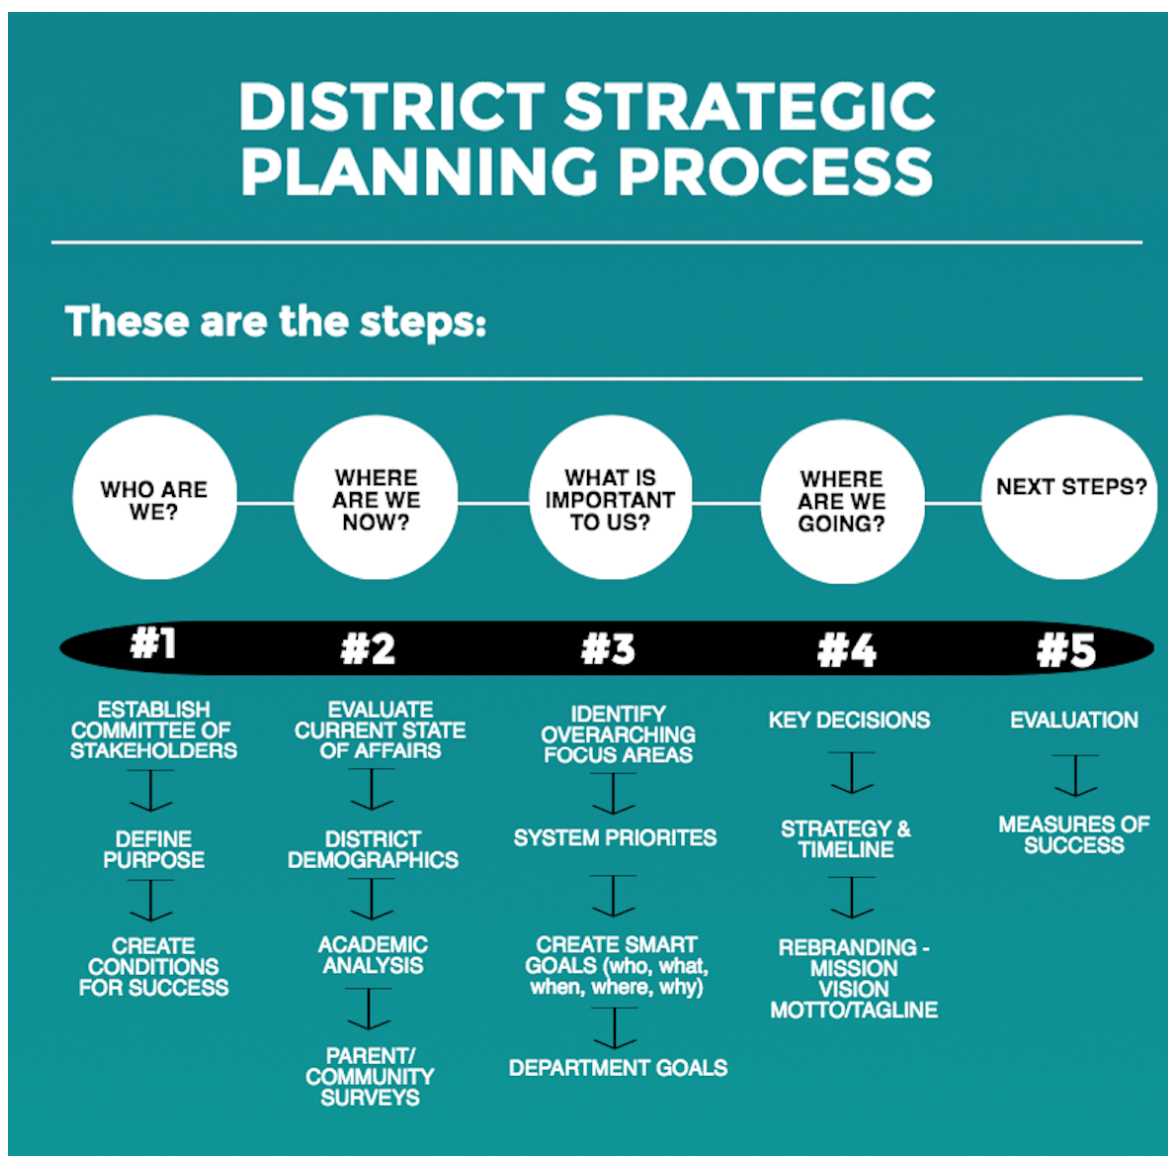 DISTRICT STRATEGIC
PLANNING PROCESS
These are the steps:
WHO ARE
WE?
WHERE
ARE WE
NOW?
WHAT IS
IMPORTANT
TO US?
WHERE
ARE WE
GOING?
NEXT STEPS?
#1
#2
#3
#4
#5
ESTABLISH
COMMITTEE OF
STAKEHOLDERS
DEFINE
PURPOSE
CREATE
CONDITIONS
FOR SUCCESS
EVALUATE
CURRENT STATE
OF AFFAIRS
DISTRICT
DEMOGRAPHICS
ACADEMIC
ANALYSIS
PARENT/
COMMUNITY
SURVEYS
IDENTIFY
OVERARCHING
FOCUS AREAS
SYSTEM PRIORITES
CREATE SMART
GOALS (who, what,
when, where, why)
DEPARTMENT GOALS
KEY DECISIONS
STRATEGY &
TIMELINE
REBRANDING -
MISSION
VISION
MOTTO/TAGLINE
EVALUATION
MEASURES OF
SUCCESS